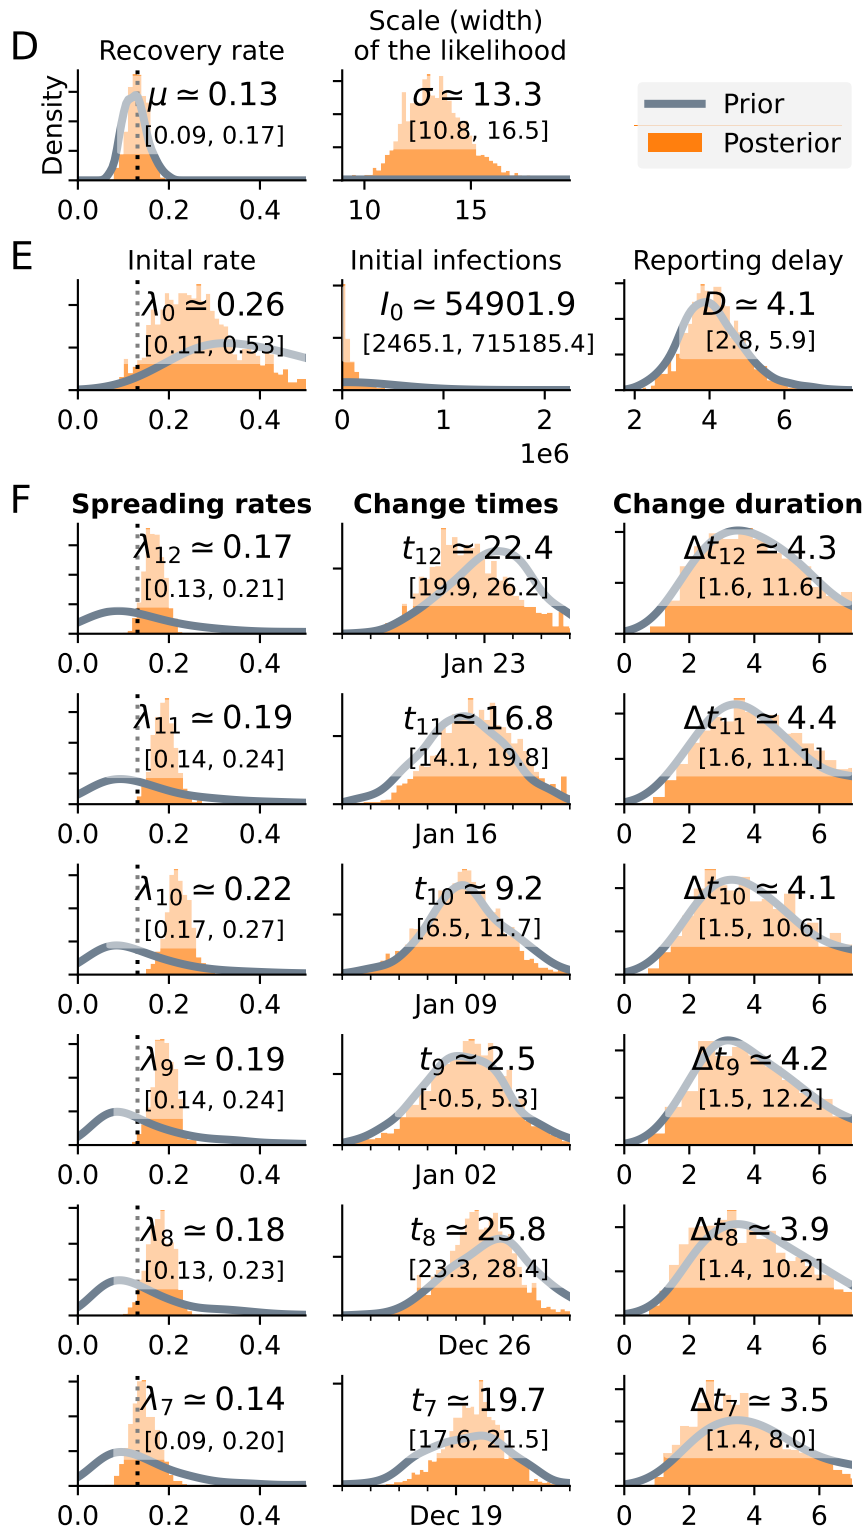 D
Recovery rate
Scale (width)
of the likelihood
Density
μ ≃ 0.13
[0.09, 0.17]
0.0 0.2 0.4
σ ≃ 13.3
[10.8, 16.5]
10 15
Prior
Posterior
E
Inital rate
λ0 ≃ 0.26
[0.11, 0.53]
0.0 0.2 0.4
Initial infections
I0 ≃ 54901.9
[2465.1, 715185.4]
0 1 2
1e6
Reporting delay
D ≃ 4.1
[2.8, 5.9]
2 4 6
F
Spreading rates Change times Change duration
λ12 ≃ 0.17
[0.13, 0.21]
0.0 0.2 0.4
t12 ≃ 22.4
[19.9, 26.2]
Jan 23
Δt12 ≃ 4.3
[1.6, 11.6]
0 2 4 6
λ11 ≃ 0.19
[0.14, 0.24]
0.0 0.2 0.4
t11 ≃ 16.8
[14.1, 19.8]
Jan 16
Δt11 ≃ 4.4
[1.6, 11.1]
0 2 4 6
λ10 ≃ 0.22
[0.17, 0.27]
0.0 0.2 0.4
t10 ≃ 9.2
[6.5, 11.7]
Jan 09
Δt10 ≃ 4.1
[1.5, 10.6]
0 2 4 6
λ9 ≃ 0.19
[0.14, 0.24]
0.0 0.2 0.4
t9 ≃ 2.5
[-0.5, 5.3]
Jan 02
Δt9 ≃ 4.2
[1.5, 12.2]
0 2 4 6
λ8 ≃ 0.18
[0.13, 0.23]
0.0 0.2 0.4
t8 ≃ 25.8
[23.3, 28.4]
Dec 26
Δt8 ≃ 3.9
[1.4, 10.2]
0 2 4 6
λ7 ≃ 0.14
[0.09, 0.20]
0.0 0.2 0.4
t7 ≃ 19.7
[17.6, 21.5]
Dec 19
Δt7 ≃ 3.5
[1.4, 8.0]
0 2 4 6